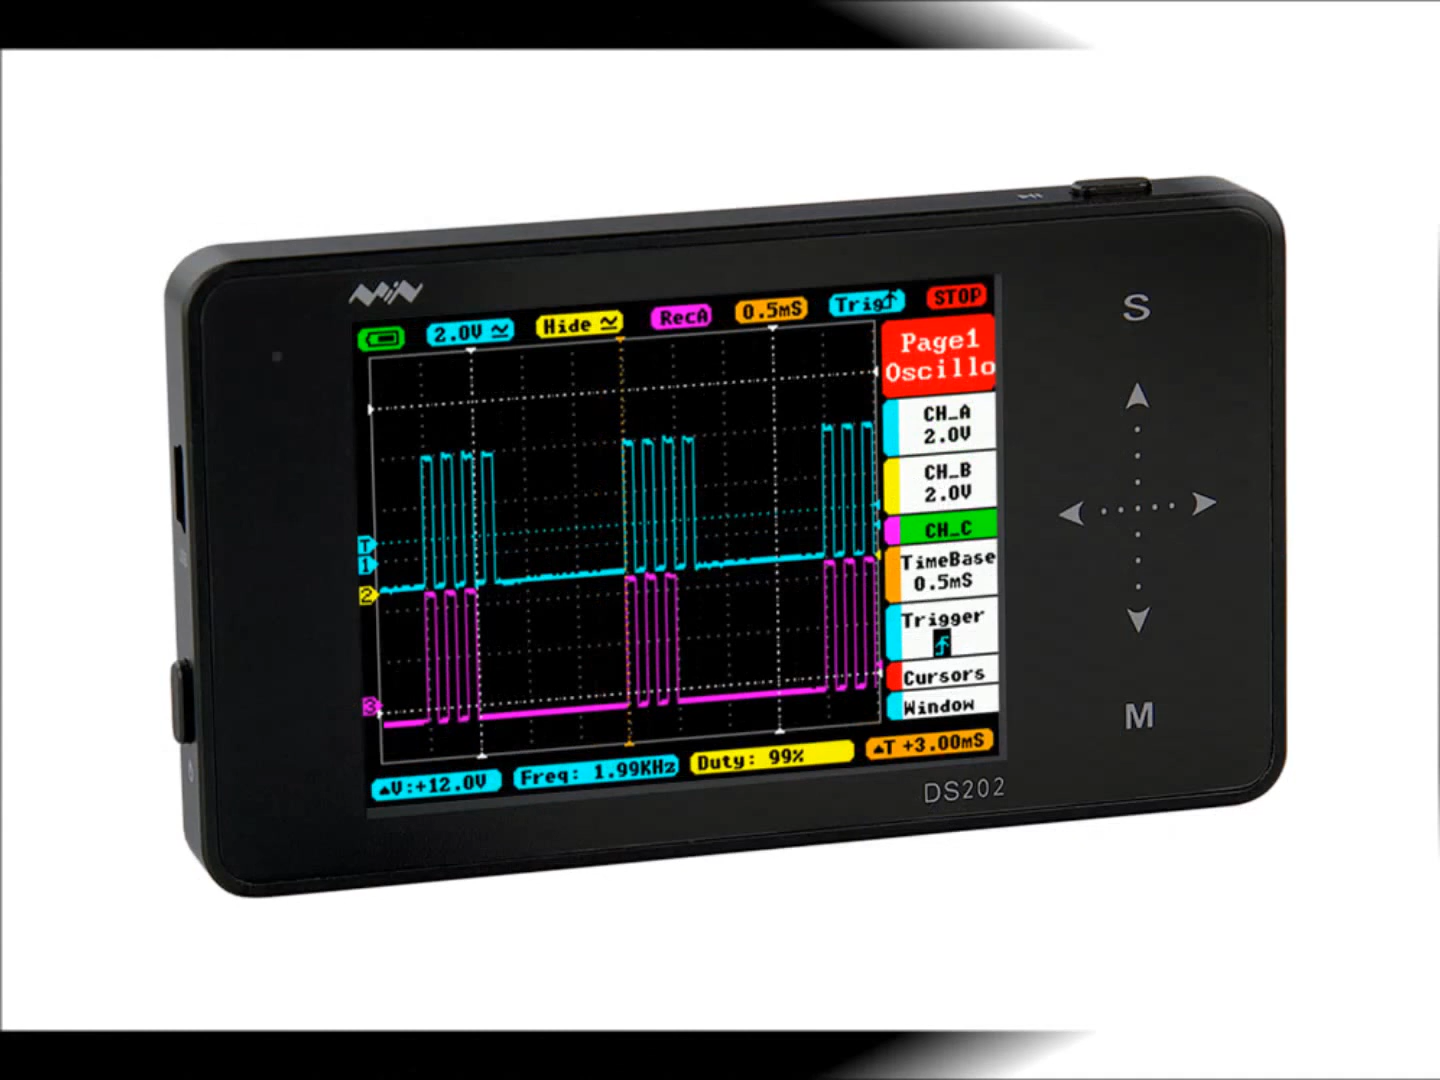 MiNi
2.0V
Hide
RecA
0.5mS
Trig
STOP
Page1
Oscillo
CH_A
2.0V
CH_B
2.0V
CH_C
TimeBase
0.5mS
Trigger
Cursors
Window
T
1
2
3
▲V:+12.0V
Freq: 1.99KHz
Duty: 99%
▲T +3.00mS
DS202
S
M